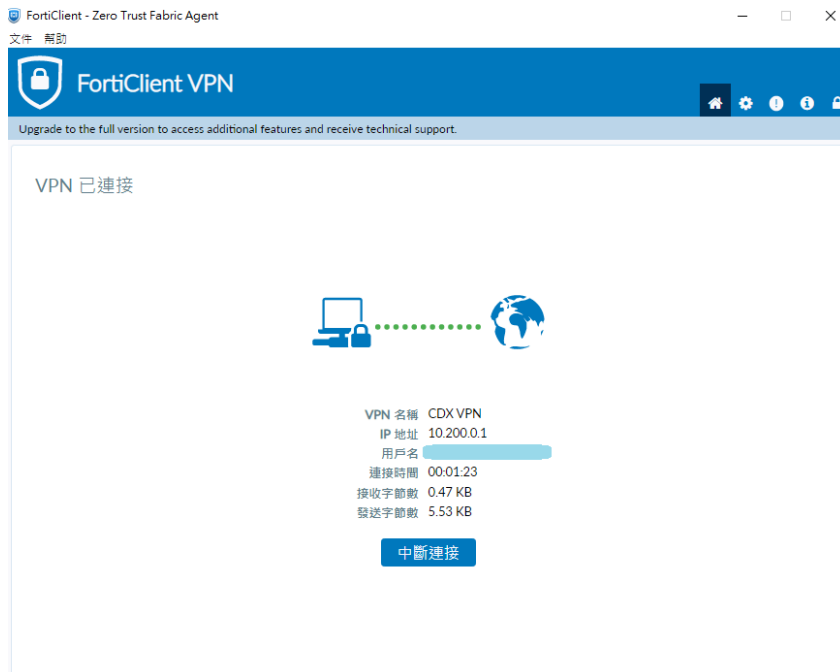 FortiClient - Zero Trust Fabric Agent
文件 幫助
FortiClient VPN
Upgrade to the full version to access additional features and receive technical support.
VPN 已連接
VPN 名稱 CDX VPN
IP 地址 10.200.0.1
用戶名
連接時間 00:01:23
接收字節數 0.47 KB
發送字節數 5.53 KB
中斷連接